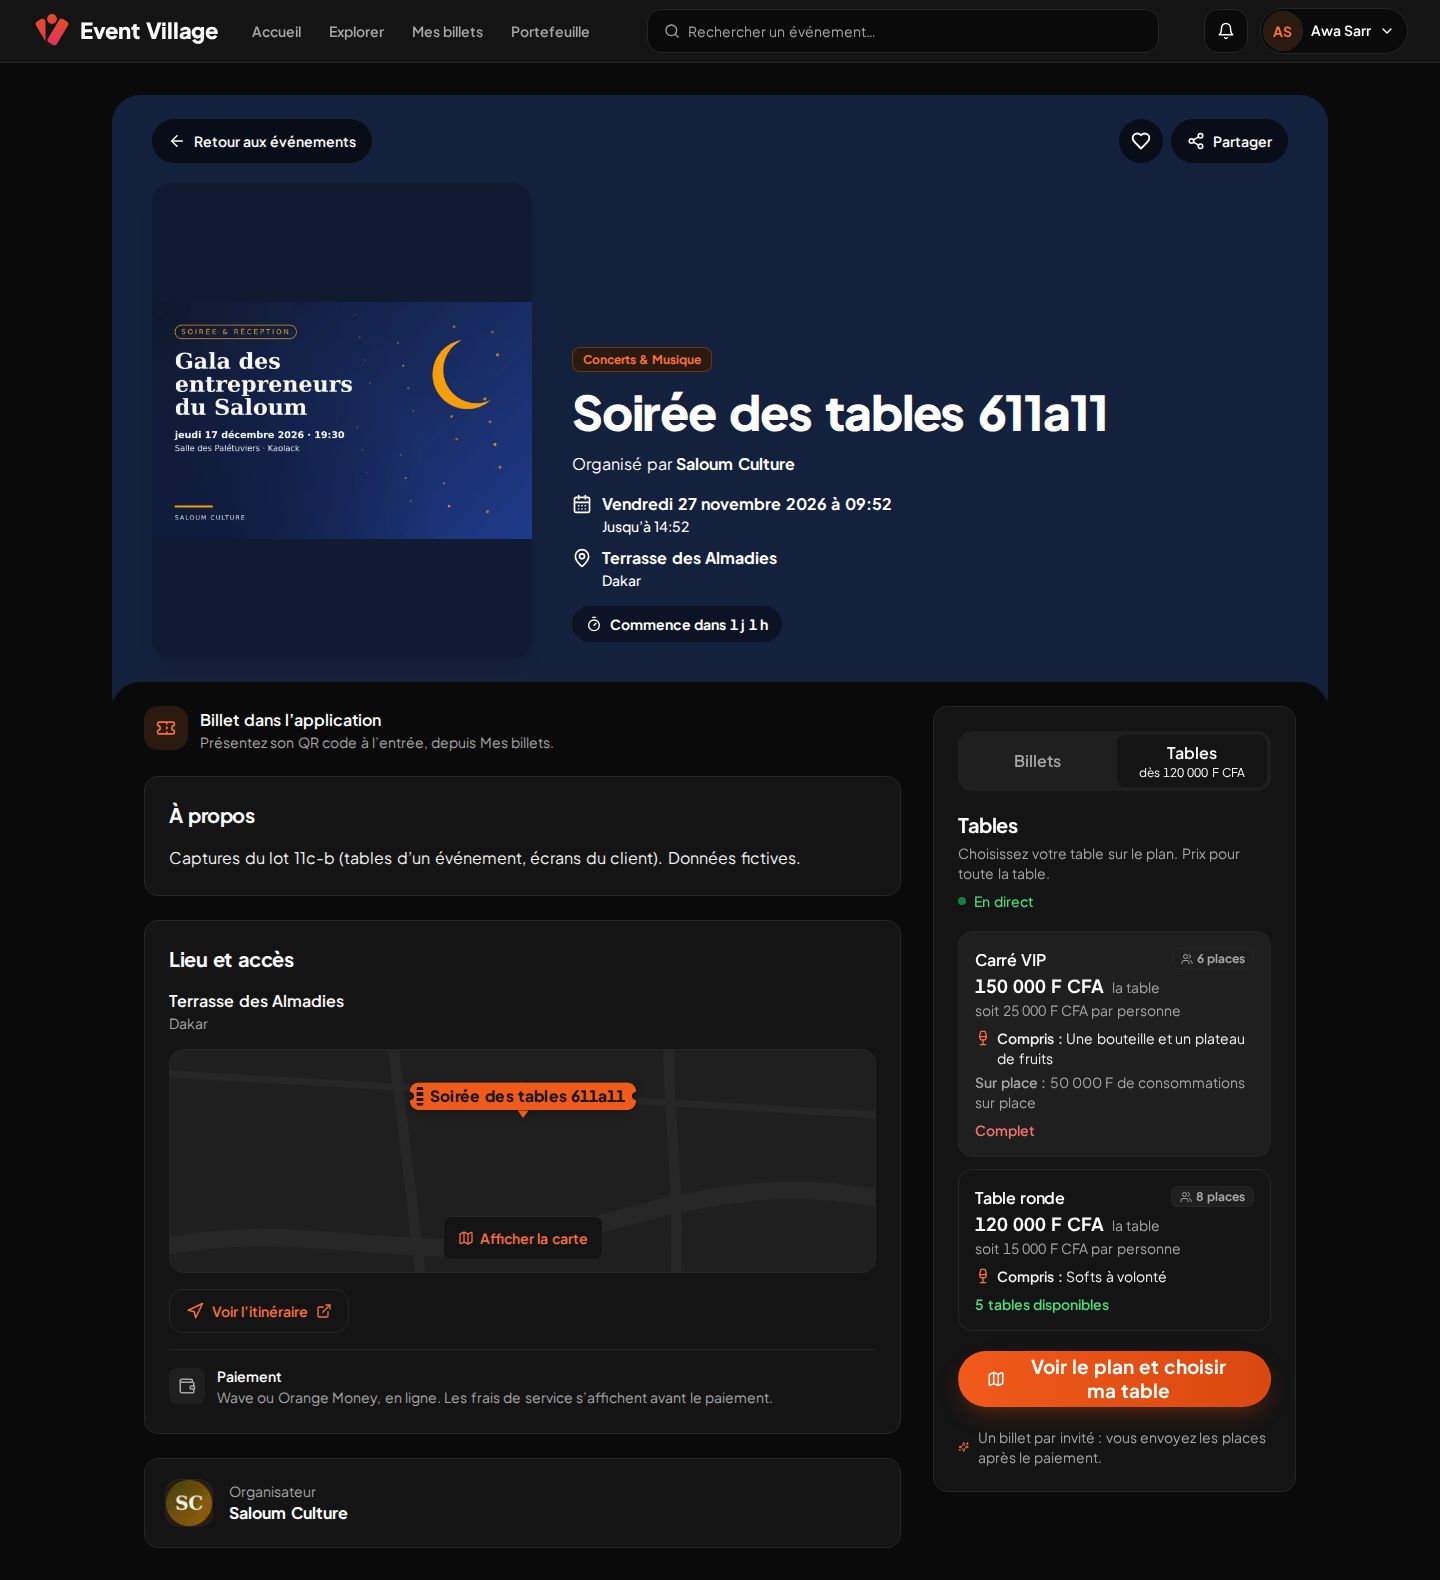 Event Village
Accueil
Explorer
Mes billets
Portefeuille
Rechercher un événement…
AS
Awa Sarr
Retour aux événements
Partager
SOIRÉE & RÉCEPTION
Gala des
entrepreneurs
du Saloum
jeudi 17 décembre 2026 · 19:30
Salle des Palétuviers · Kaolack
SALOUM CULTURE
Concerts & Musique
Soirée des tables 611a11
Organisé par Saloum Culture
Vendredi 27 novembre 2026 à 09:52
Jusqu’à 14:52
Terrasse des Almadies
Dakar
Commence dans 1 j 1 h
Billet dans l’application
Présentez son QR code à l’entrée, depuis Mes billets.
À propos
Captures du lot 11c-b (tables d’un événement, écrans du client). Données fictives.
Lieu et accès
Terrasse des Almadies
Dakar
Soirée des tables 611a11
Afficher la carte
Voir l’itinéraire
Paiement
Wave ou Orange Money, en ligne. Les frais de service s’affichent avant le paiement.
SC
Organisateur
Saloum Culture
Billets
Tables
dès 120 000 F CFA
Tables
Choisissez votre table sur le plan. Prix pour
toute la table.
En direct
Carré VIP
6 places
150 000 F CFA la table
soit 25 000 F CFA par personne
Compris : Une bouteille et un plateau
de fruits
Sur place : 50 000 F de consommations
sur place
Complet
Table ronde
8 places
120 000 F CFA la table
soit 15 000 F CFA par personne
Compris : Softs à volonté
5 tables disponibles
Voir le plan et choisir
ma table
Un billet par invité : vous envoyez les places
après le paiement.